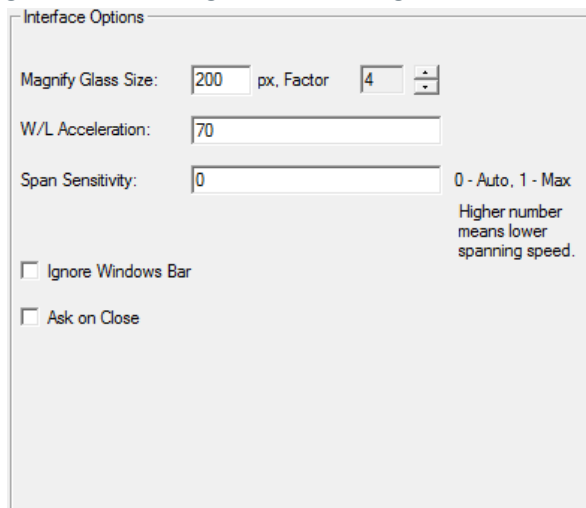 Interface Options
Magnify Glass Size: 200 px, Factor 4
W/L Acceleration: 70
Span Sensitivity: 0 0 - Auto, 1 - Max
Higher number
means lower
spanning speed.
Ignore Windows Bar
Ask on Close